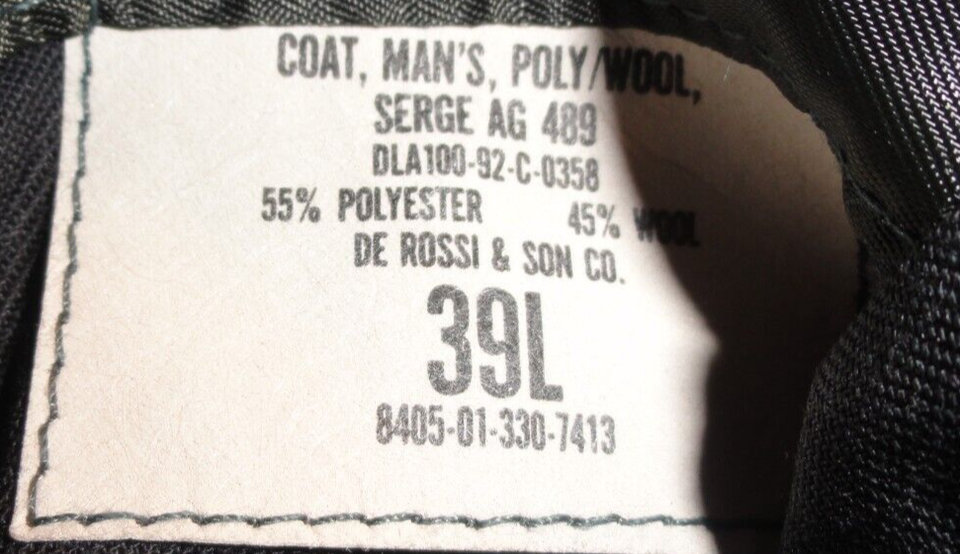 COAT, MAN'S, POLY/WOOL,
SERGE AG 489
DLA100-92-C-0358
55% POLYESTER 45% WOOL
DE ROSSI & SON CO.
39L
8405-01-330-7413